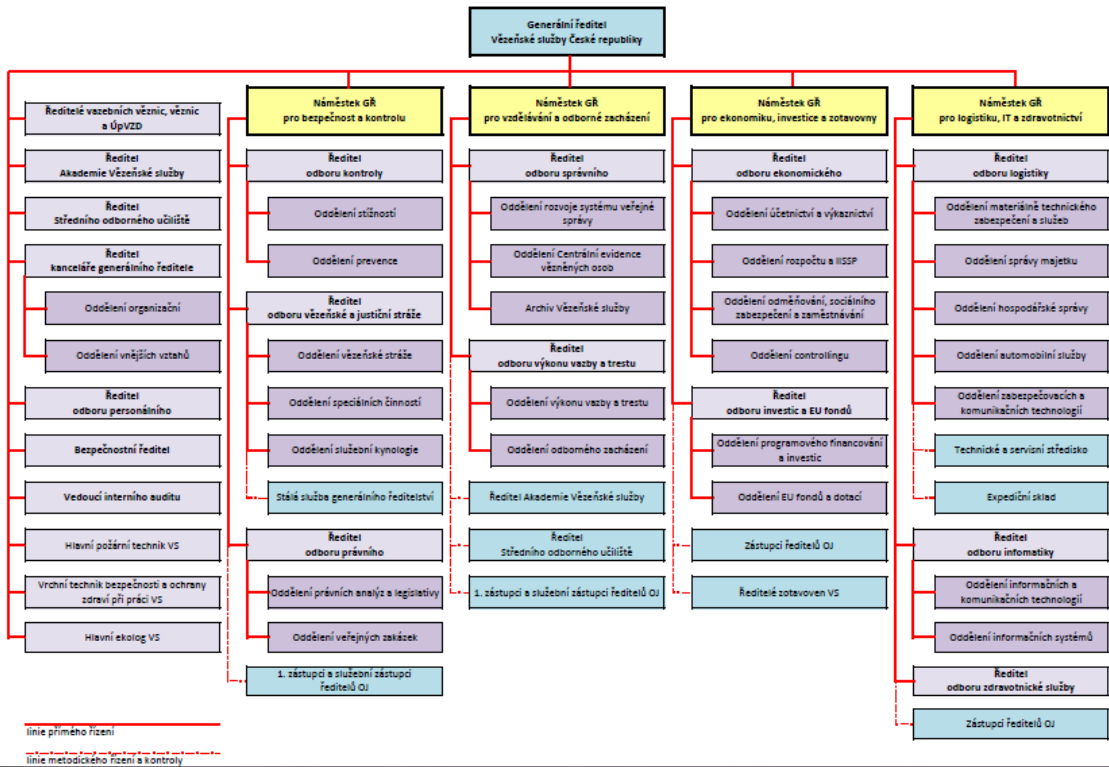 Generální ředitel
Vězeňské služby České republiky
Ředitelé vazebních věznic, věznic
a ÚpVZD
Ředitel
Akademie Vězeňské služby
Ředitel
Středního odborného učiliště
Ředitel
kanceláře generálního ředitele
Oddělení organizační
Oddělení vnějších vztahů
Ředitel
odboru personálního
Bezpečnostní ředitel
Vedoucí interního auditu
Hlavní požární technik VS
Vrchní technik bezpečnosti a ochrany
zdraví při práci VS
Hlavní ekolog VS
Náměstek GŘ
pro bezpečnost a kontrolu
Ředitel
odboru kontroly
Oddělení stížností
Oddělení prevence
Ředitel
odboru vězeňské a justiční stráže
Oddělení vězeňské stráže
Oddělení speciálních činností
Oddělení služební kynologie
Stálá služba generálního ředitelství
Ředitel
odboru právního
Oddělení právních analýz a legislativy
Oddělení veřejných zakázek
1. zástupci a služební zástupci
ředitelů OJ
Náměstek GŘ
pro vzdělávání a odborné zacházení
Ředitel
odboru správního
Oddělení rozvoje systému veřejné
správy
Oddělení Centrální evidence
vězněných osob
Archiv Vězeňské služby
Ředitel
odboru výkonu vazby a trestu
Oddělení výkonu vazby a trestu
Oddělení odborného zacházení
Ředitel Akademie Vězeňské služby
Ředitel
Středního odborného učiliště
1. zástupci a služební zástupci ředitelů OJ
Náměstek GŘ
pro ekonomiku, investice a zotavovny
Ředitel
odboru ekonomického
Oddělení účetnictví a výkaznictví
Oddělení rozpočtu a IISSP
Oddělení odměňování, sociálního
zabezpečení a zaměstnávání
Oddělení controllingu
Ředitel
odboru investic a EU fondů
Oddělení programového financování
a investic
Oddělení EU fondů a dotací
Zástupci ředitelů OJ
Ředitelé zotavoven VS
Náměstek GŘ
pro logistiku, IT a zdravotnictví
Ředitel
odboru logistiky
Oddělení materiálně technického
zabezpečení a služeb
Oddělení správy majetku
Oddělení hospodářské správy
Oddělení automobilní služby
Oddělení zabezpečovacích a
komunikačních technologií
Technické a servisní středisko
Expediční sklad
Ředitel
odboru infomatiky
Oddělení informačních a
komunikačních technologií
Oddělení informačních systémů
Ředitel
odboru zdravotnické služby
Zástupci ředitelů OJ
linie přímého řízení
linie metodického řízení a kontroly